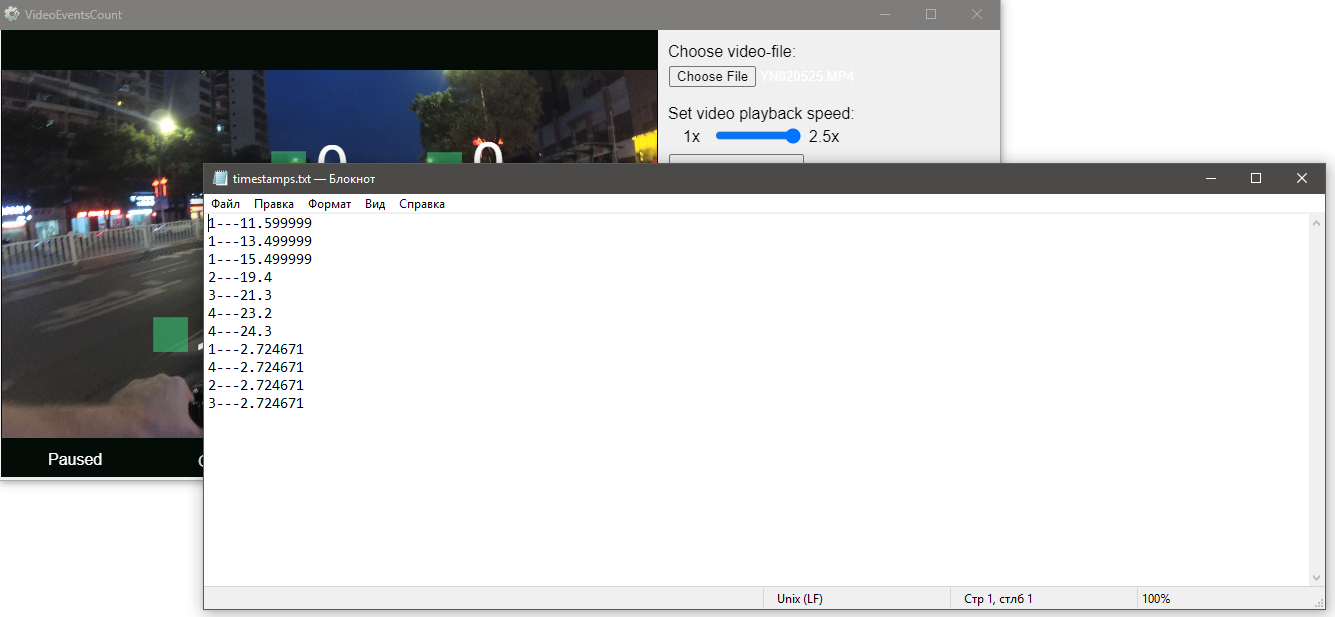 VideoEventsCount
Choose video-file:
Choose File YN020525.MP4
Set video playback speed:
1x 2.5x
0 0
Paused
timestamps.txt — Блокнот
Файл Правка Формат Вид Справка
1---11.599999
1---13.499999
1---15.499999
2---19.4
3---21.3
4---23.2
4---24.3
1---2.724671
4---2.724671
2---2.724671
3---2.724671
Unix (LF) Стр 1, стлб 1 100%